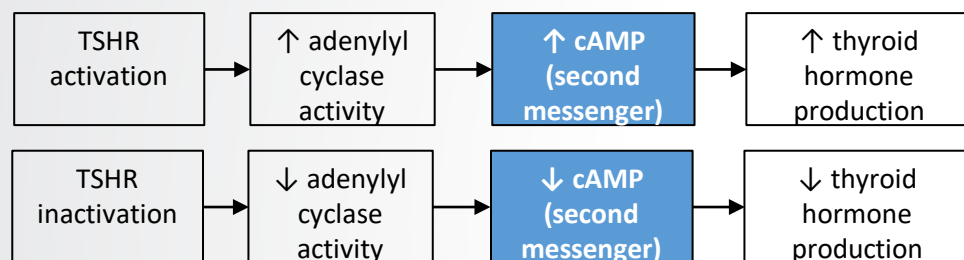 TSHR
activation
↑ adenylyl
cyclase
activity
↑ cAMP
(second
messenger)
↑ thyroid
hormone
production
TSHR
inactivation
↓ adenylyl
cyclase
activity
↓ cAMP
(second
messenger)
↓ thyroid
hormone
production